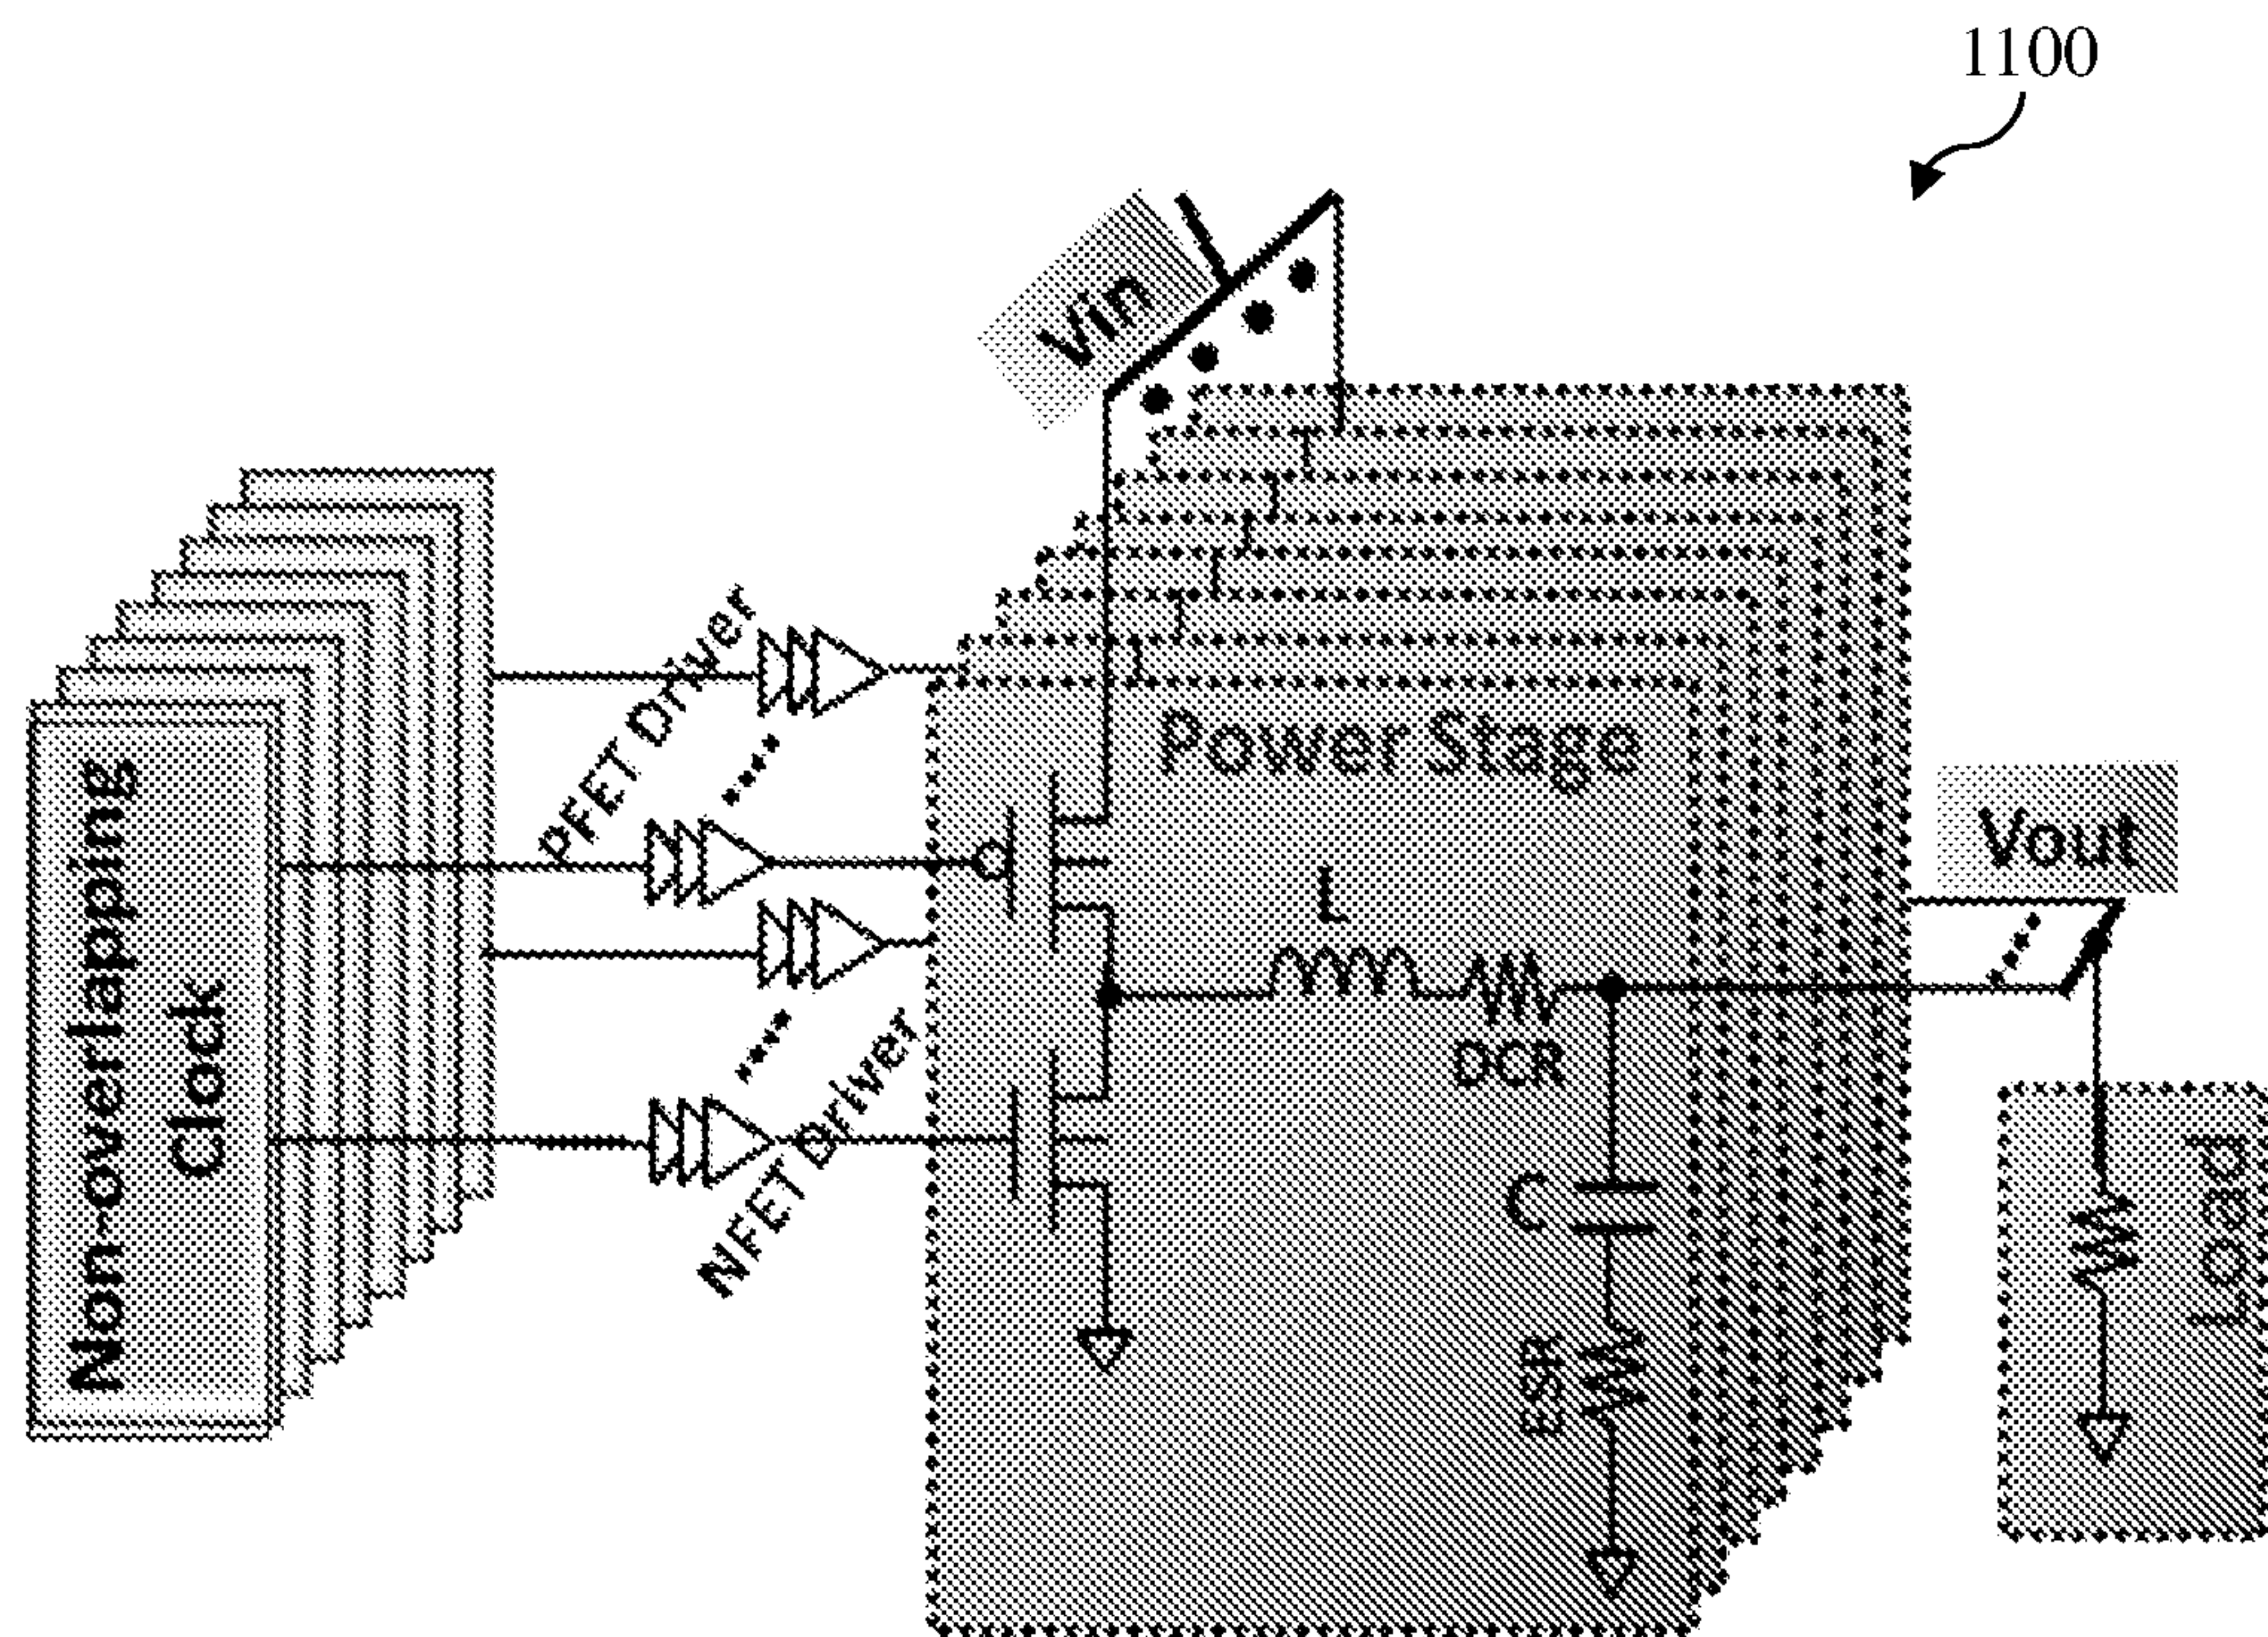 1100
Vin
PFET Driver
Power Stage
Non-overlapping
Clock
Vout
L
DCR
NFET Driver
C
ESR
Load